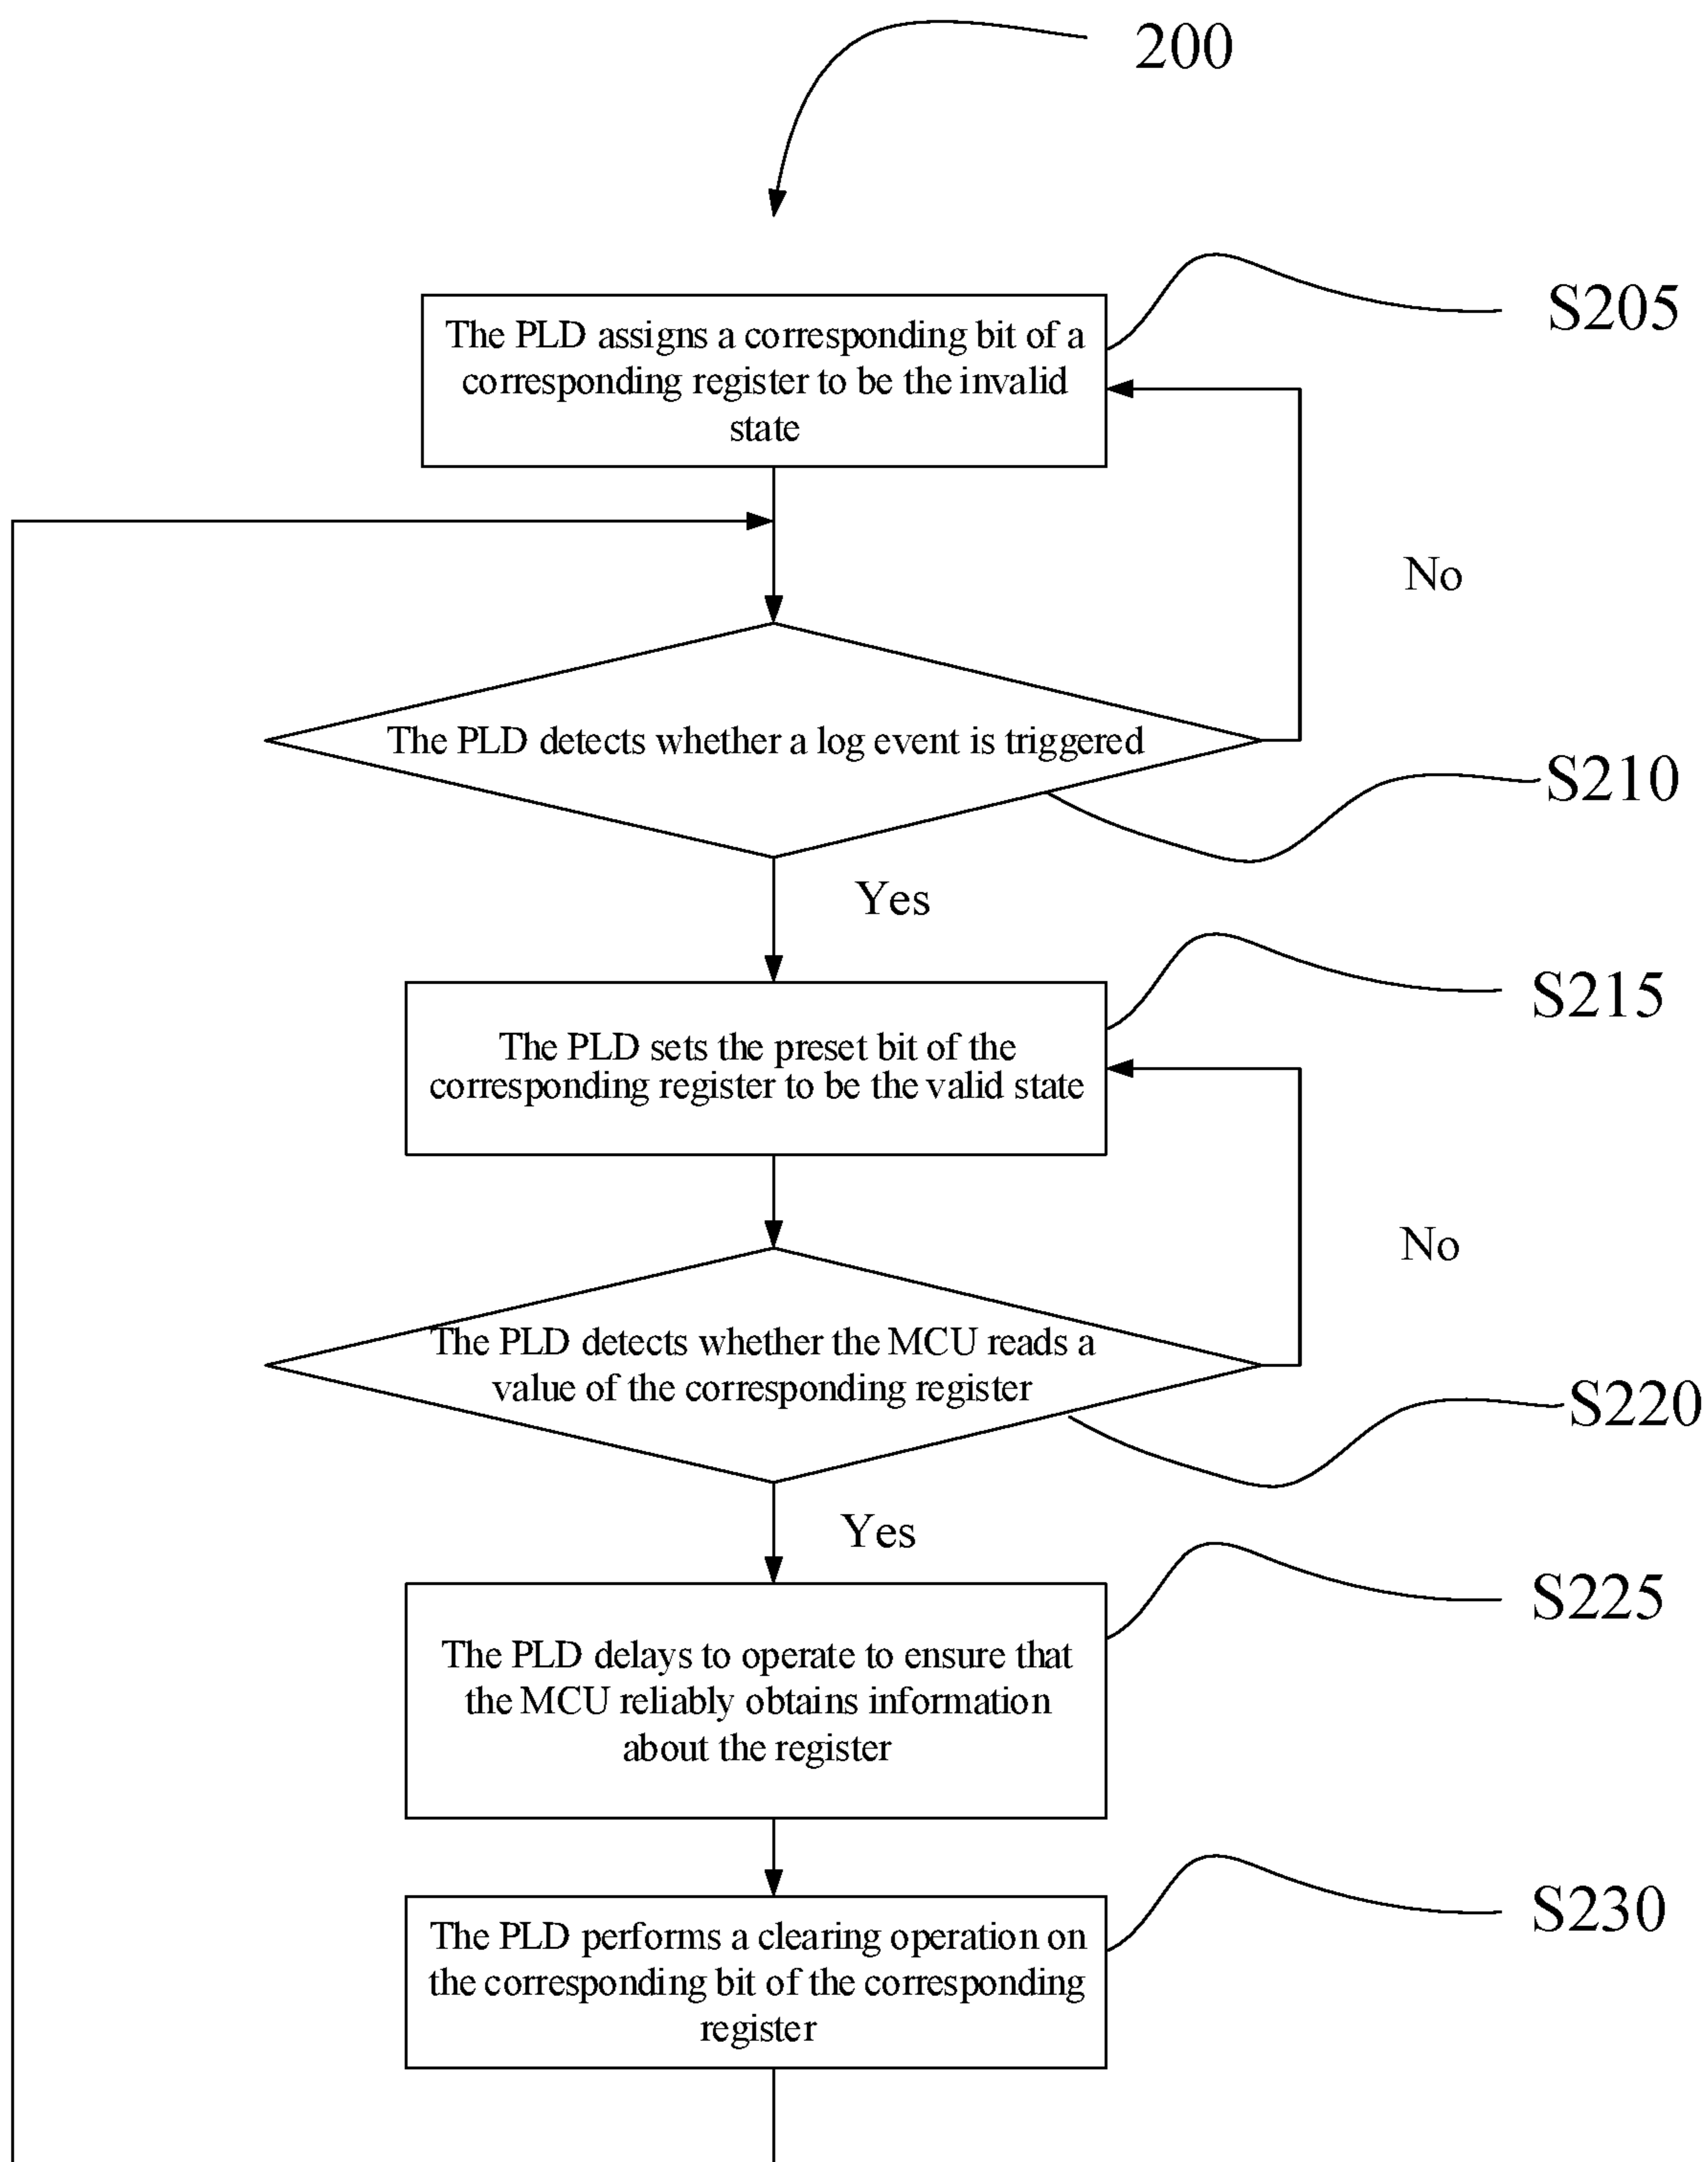 200
S205
The PLD assigns a corresponding bit of a
corresponding register to be the invalid
state
No
The PLD detects whether a log event is triggered
S210
Yes
S215
The PLD sets the preset bit of the
corresponding register to be the valid state
No
The PLD detects whether the MCU reads a
value of the corresponding register
S220
Yes
S225
The PLD delays to operate to ensure that
the MCU reliably obtains information
about the register
S230
The PLD performs a clearing operation on
the corresponding bit of the corresponding
register